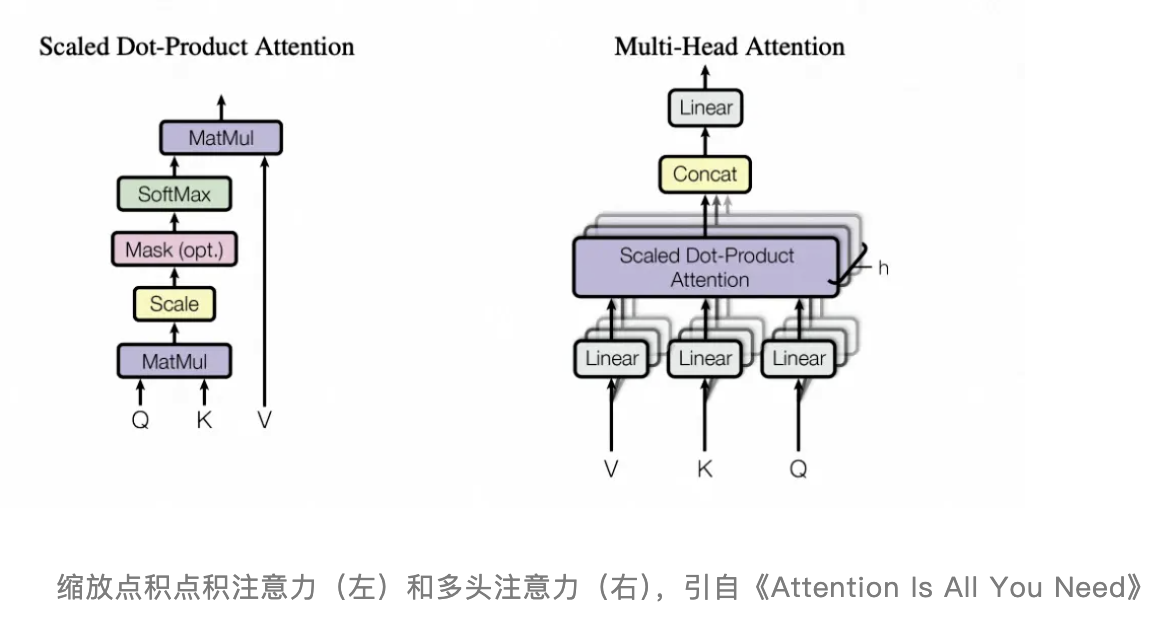 Scaled Dot-Product Attention
MatMul
SoftMax
Mask (opt.)
Scale
MatMul
Q K V
Multi-Head Attention
Linear
Concat
Scaled Dot-Product
Attention
h
Linear Linear Linear
V K Q
缩放点积点积注意力（左）和多头注意力（右），引自《Attention Is All You Need》